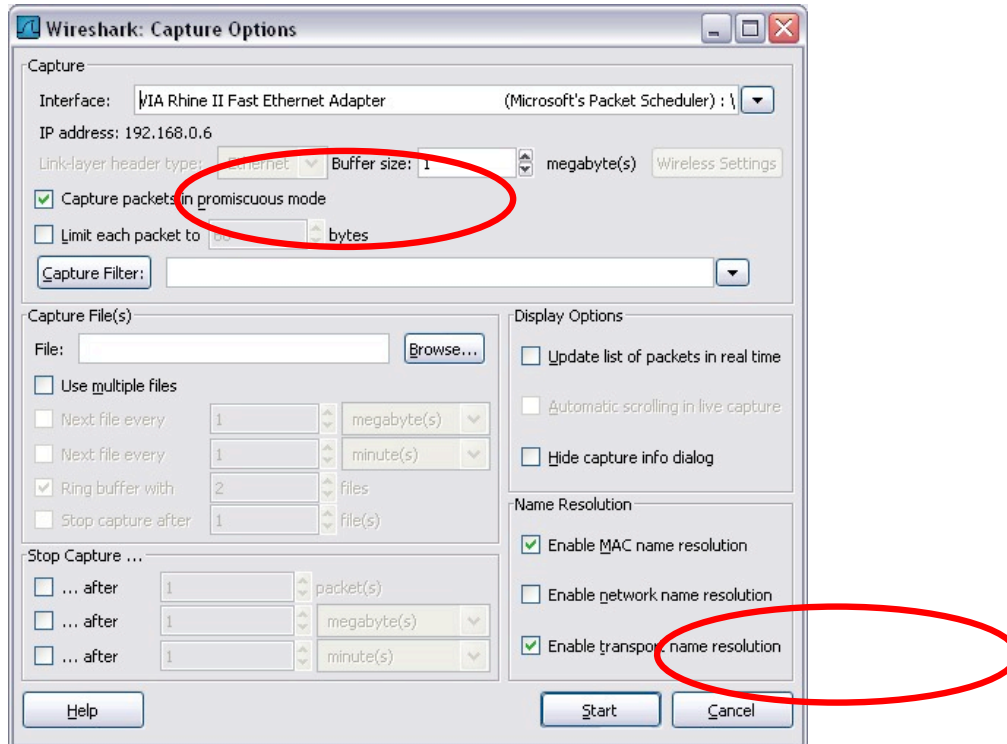 Wireshark: Capture Options
Capture
Interface: VIA Rhine II Fast Ethernet Adapter (Microsoft's Packet Scheduler) : \
IP address: 192.168.0.6
Link-layer header type: Ethernet Buffer size: 1 megabyte(s) Wireless Settings
Capture packets in promiscuous mode
Limit each packet to bytes
Capture Filter:
Capture File(s)
File: Browse...
Use multiple files
Next file every 1 megabyte(s)
Next file every 1 minute(s)
Ring buffer with 2 files
Stop capture after 1 file(s)
Stop Capture ...
... after 1 packet(s)
... after 1 megabyte(s)
... after 1 minute(s)
Display Options
Update list of packets in real time
Automatic scrolling in live capture
Hide capture info dialog
Name Resolution
Enable MAC name resolution
Enable network name resolution
Enable transport name resolution
Help Start Cancel